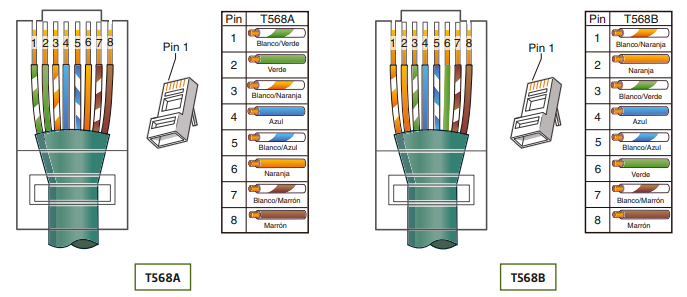 1 2 3 4 5 6 7 8
Pin 1
Pin T568A
1 Blanco/Verde
2 Verde
3 Blanco/Naranja
4 Azul
5 Blanco/Azul
6 Naranja
7 Blanco/Marrón
8 Marrón
T568A
1 2 3 4 5 6 7 8
Pin 1
Pin T568B
1 Blanco/Naranja
2 Naranja
3 Blanco/Verde
4 Azul
5 Blanco/Azul
6 Verde
7 Blanco/Marrón
8 Marrón
T568B